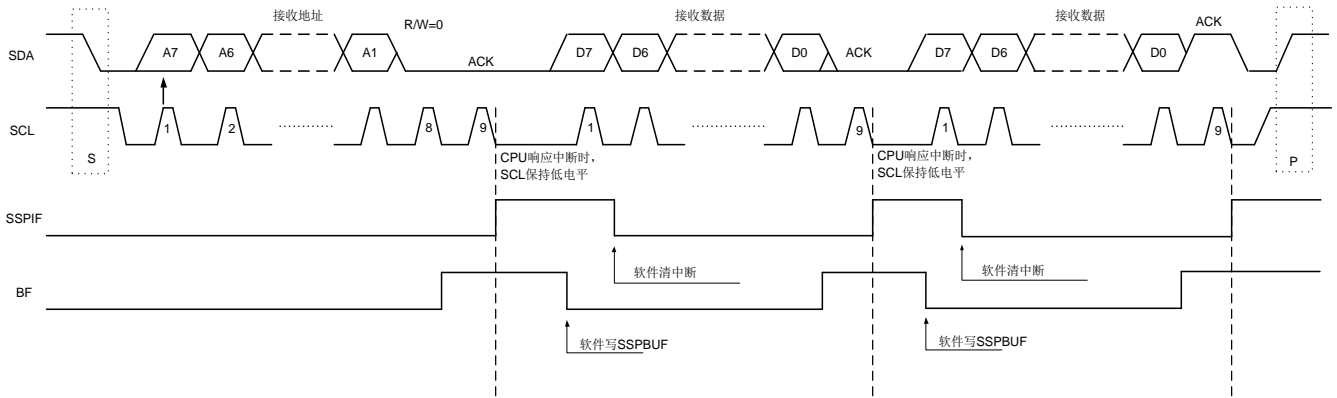 接收地址
接收数据
接收数据
R/W=0
ACK
SDA
A7
A6
A1
ACK
D7
D6
D0
ACK
D7
D6
D0
SCL
1
2
8
9
1
9
1
9
S
CPU响应中断时，
SCL保持低电平
CPU响应中断时，
SCL保持低电平
P
SSPIF
软件清中断
软件清中断
BF
软件写SSPBUF
软件写SSPBUF